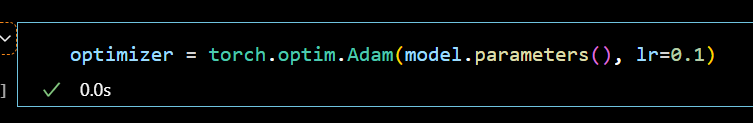 optimizer = torch.optim.Adam(model.parameters(), lr=0.1)
] ✓ 0.0s